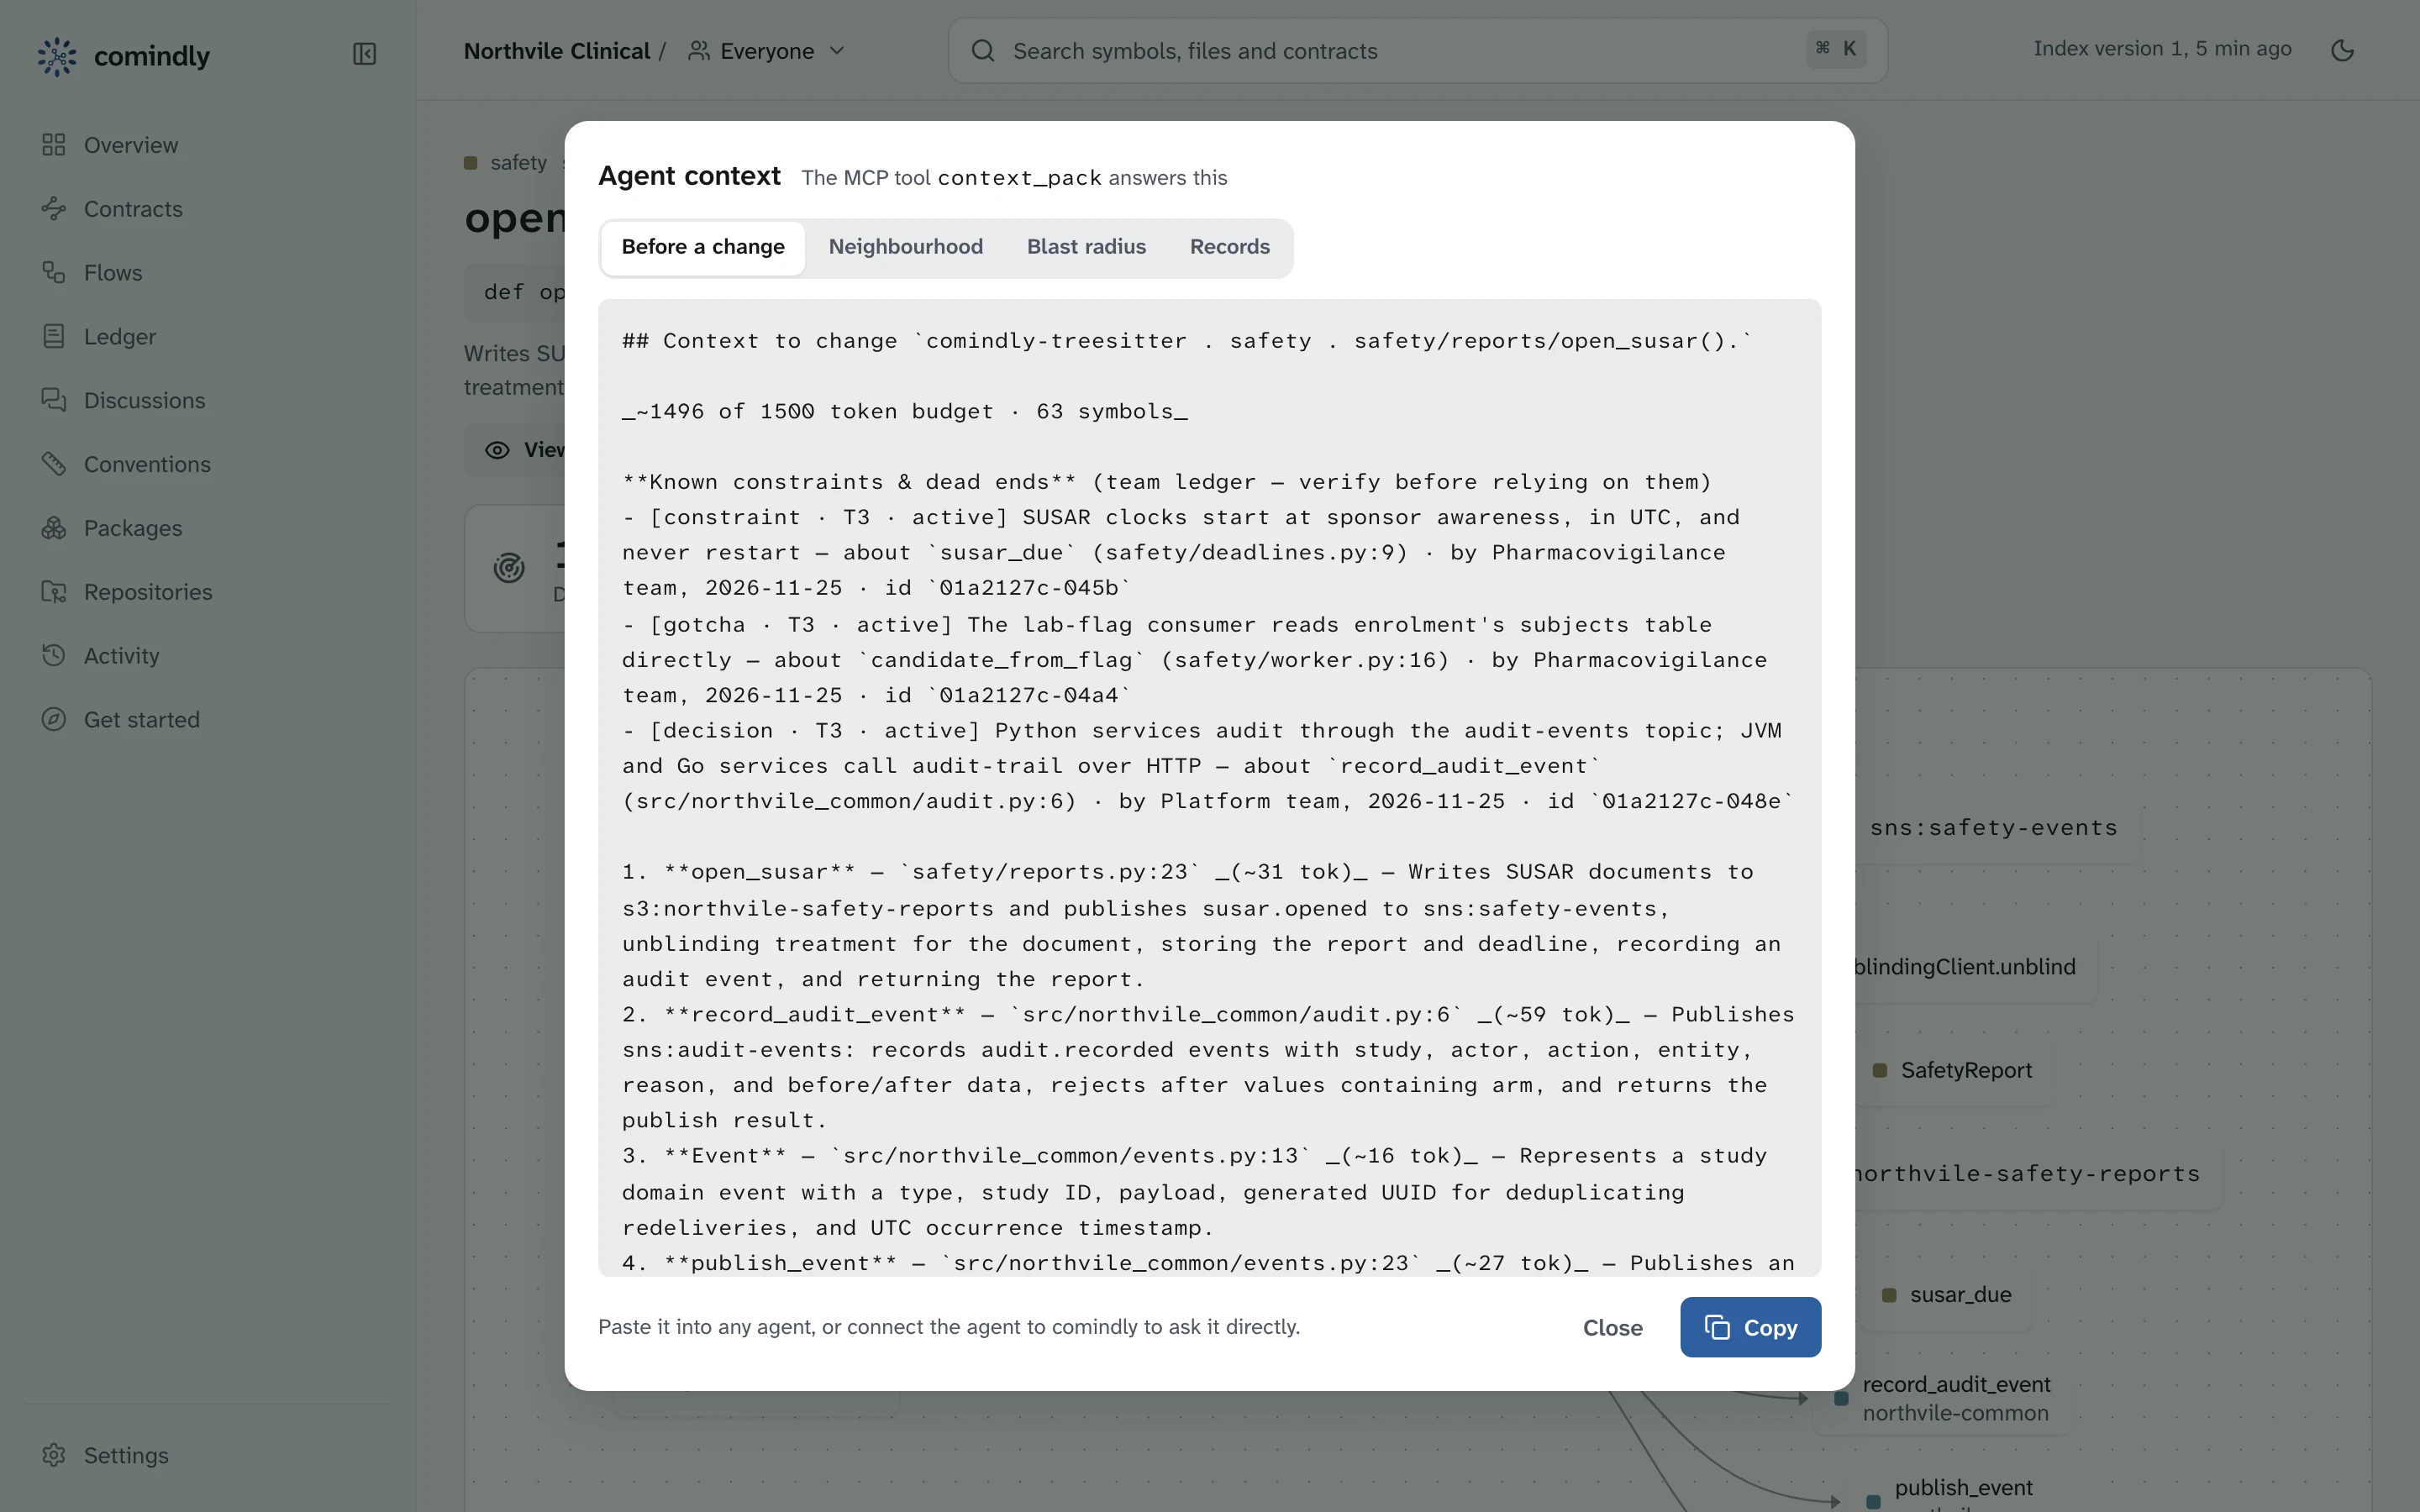 comindly
Northvile Clinical / Everyone
Search symbols, files and contracts
⌘ K
Index version 1, 5 min ago
Overview
Contracts
Flows
Ledger
Discussions
Conventions
Packages
Repositories
Activity
Get started
Settings
safety
open
def op
Writes SU
treatment
View
Agent context The MCP tool context_pack answers this
Before a change Neighbourhood Blast radius Records
## Context to change `comindly-treesitter . safety . safety/reports/open_susar().`
_~1496 of 1500 token budget · 63 symbols_
**Known constraints & dead ends** (team ledger — verify before relying on them)
- [constraint · T3 · active] SUSAR clocks start at sponsor awareness, in UTC, and
never restart — about `susar_due` (safety/deadlines.py:9) · by Pharmacovigilance
team, 2026-11-25 · id `01a2127c-045b`
- [gotcha · T3 · active] The lab-flag consumer reads enrolment's subjects table
directly — about `candidate_from_flag` (safety/worker.py:16) · by Pharmacovigilance
team, 2026-11-25 · id `01a2127c-04a4`
- [decision · T3 · active] Python services audit through the audit-events topic; JVM
and Go services call audit-trail over HTTP — about `record_audit_event`
(src/northvile_common/audit.py:6) · by Platform team, 2026-11-25 · id `01a2127c-048e`
1. **open_susar** — `safety/reports.py:23` _(~31 tok)_ — Writes SUSAR documents to
s3:northvile-safety-reports and publishes susar.opened to sns:safety-events,
unblinding treatment for the document, storing the report and deadline, recording an
audit event, and returning the report.
2. **record_audit_event** — `src/northvile_common/audit.py:6` _(~59 tok)_ — Publishes
sns:audit-events: records audit.recorded events with study, actor, action, entity,
reason, and before/after data, rejects after values containing arm, and returns the
publish result.
3. **Event** — `src/northvile_common/events.py:13` _(~16 tok)_ — Represents a study
domain event with a type, study ID, payload, generated UUID for deduplicating
redeliveries, and UTC occurrence timestamp.
4. **publish_event** — `src/northvile_common/events.py:23` _(~27 tok)_ — Publishes an
Paste it into any agent, or connect the agent to comindly to ask it directly.
Close
Copy
sns:safety-events
blindingClient.unblind
SafetyReport
northvile-safety-reports
susar_due
record_audit_event
northvile-common
publish_event